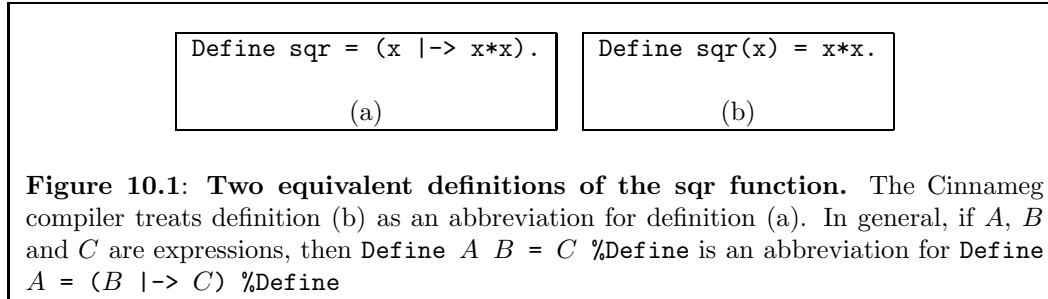 Define sqr = (x |-> x*x).
(a)
Define sqr(x) = x*x.
(b)
Figure 10.1: Two equivalent definitions of the sqr function. The Cinnameg
compiler treats definition (b) as an abbreviation for definition (a). In general, if A, B
and C are expressions, then Define A B = C %Define is an abbreviation for Define
A = (B |-> C) %Define